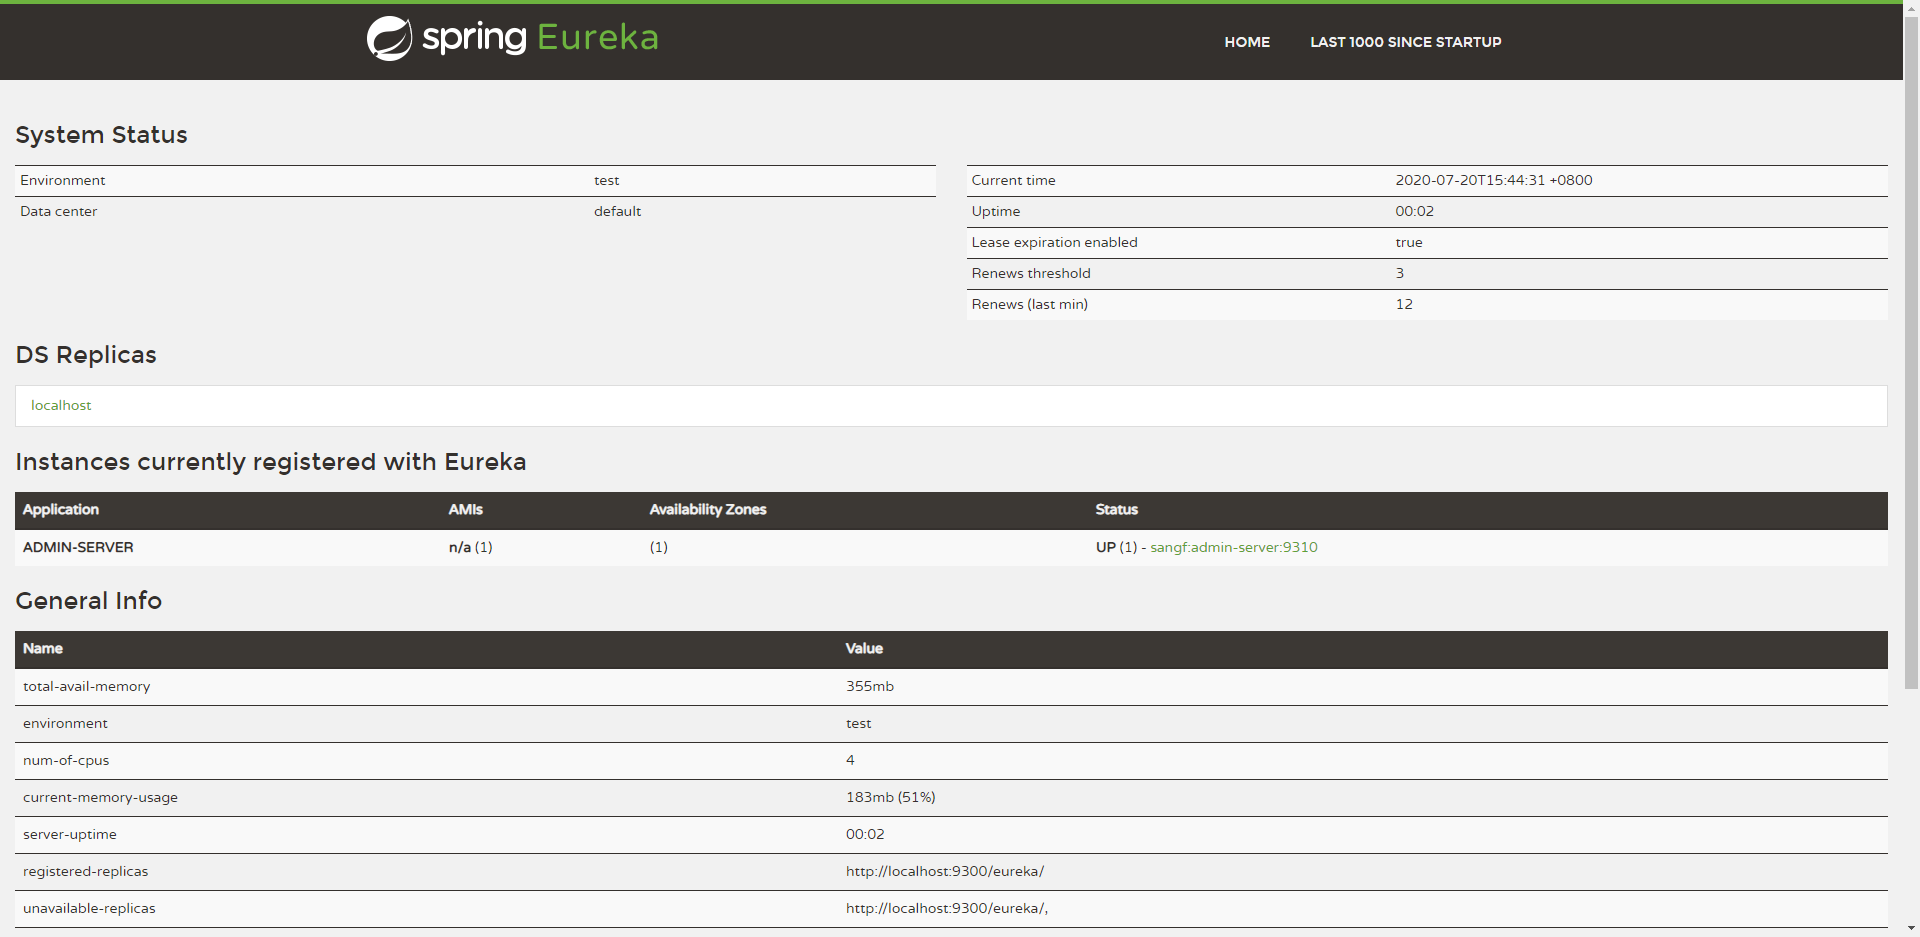 spring Eureka
HOME LAST 1000 SINCE STARTUP
System Status
Environment test
Data center default
Current time 2020-07-20T15:44:31 +0800
Uptime 00:02
Lease expiration enabled true
Renews threshold 3
Renews (last min) 12
DS Replicas
localhost
Instances currently registered with Eureka
Application AMIs Availability Zones Status
ADMIN-SERVER n/a (1) (1) UP (1) - sangf:admin-server:9310
General Info
Name Value
total-avail-memory 355mb
environment test
num-of-cpus 4
current-memory-usage 183mb (51%)
server-uptime 00:02
registered-replicas http://localhost:9300/eureka/
unavailable-replicas http://localhost:9300/eureka/,